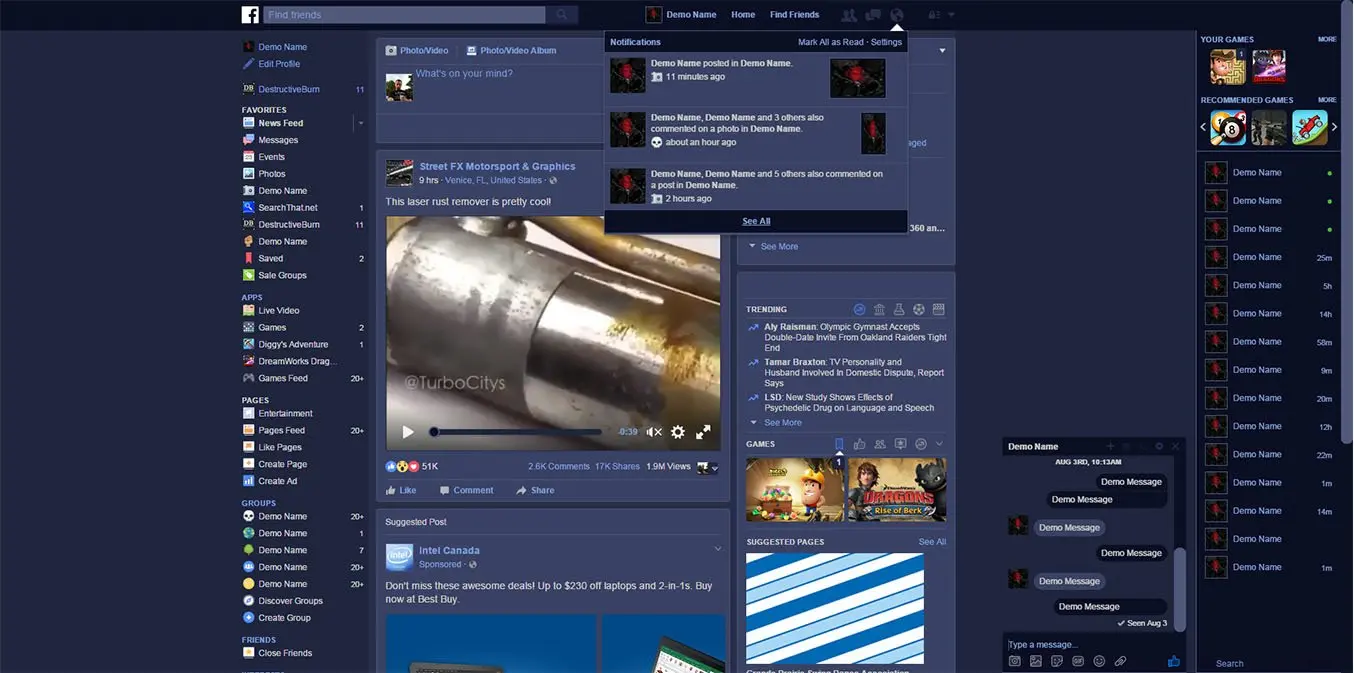 Find friends
Demo Name
Home
Find Friends
Demo Name
Edit Profile
DB DestructiveBurn 11
FAVORITES
News Feed
Messages
Events
Photos
Demo Name
SearchThat.net 1
DB DestructiveBurn 11
Demo Name
Saved 2
Sale Groups
APPS
Live Video
Games 2
Diggy's Adventure 1
DreamWorks Drag...
Games Feed 20+
PAGES
Entertainment
Pages Feed 20+
Like Pages
Create Page
Create Ad
GROUPS
Demo Name 20+
Demo Name 1
Demo Name 7
Demo Name 20+
Demo Name 20+
Discover Groups
Create Group
FRIENDS
Close Friends
Photo/Video
Photo/Video Album
What's on your mind?
Street FX Motorsport & Graphics
9 hrs · Venice, FL, United States ·
This laser rust remover is pretty cool!
@TurboCitys
-0:39
51K
2.6K Comments 17K Shares 1.9M Views
Like
Comment
Share
Suggested Post
Intel Canada
Sponsored ·
Don't miss these awesome deals! Up to $230 off laptops and 2-in-1s. Buy
now at Best Buy.
Notifications
Mark All as Read · Settings
Demo Name posted in Demo Name.
11 minutes ago
Demo Name, Demo Name and 3 others also
commented on a photo in Demo Name.
about an hour ago
Demo Name, Demo Name and 5 others also commented on
a post in Demo Name.
2 hours ago
See All
360 an...
See More
TRENDING
Aly Raisman: Olympic Gymnast Accepts
Double-Date Invite From Oakland Raiders Tight
End
Tamar Braxton: TV Personality and
Husband Involved In Domestic Dispute, Report
Says
LSD: New Study Shows Effects of
Psychedelic Drug on Language and Speech
See More
GAMES
1
DRAGONS
Rise of Berk
SUGGESTED PAGES
See All
Demo Name
AUG 3RD, 10:13AM
Demo Message
Demo Message
Demo Message
Demo Message
Demo Message
Demo Message
Seen Aug 3
Type a message...
YOUR GAMES
MORE
1
RECOMMENDED GAMES
MORE
8
Demo Name
Demo Name
Demo Name
Demo Name 25m
Demo Name 5h
Demo Name 14h
Demo Name 58m
Demo Name 9m
Demo Name 20m
Demo Name 12h
Demo Name 22m
Demo Name 1m
Demo Name 14m
Demo Name
Demo Name 1m
Search